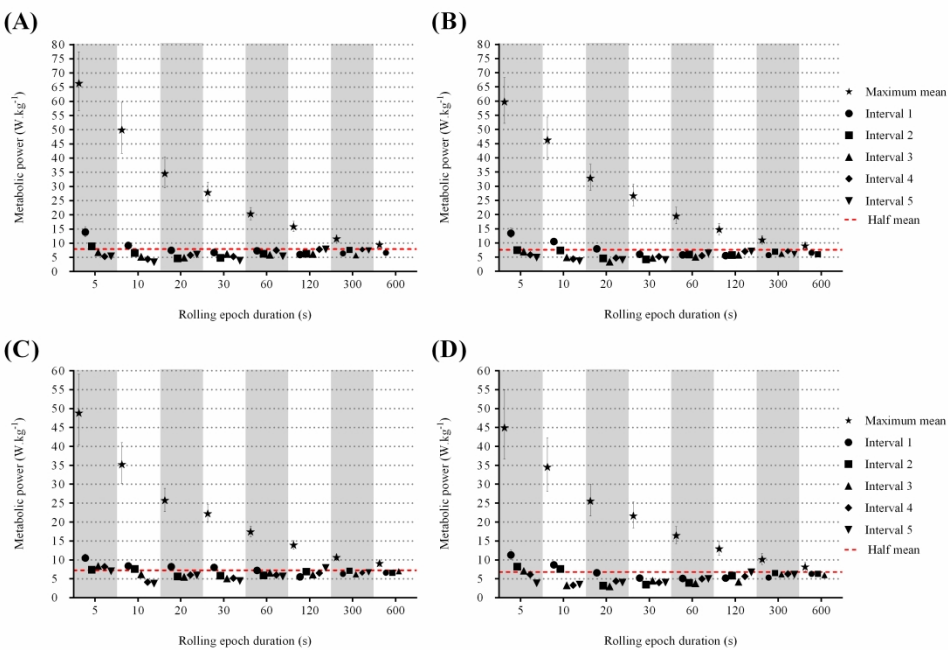 (A)
80
75
70
65
60
55
50
45
40
35
30
25
20
15
10
5
0
Metabolic power (W.kg-1)
5 10 20 30 60 120 300 600
Rolling epoch duration (s)
(B)
80
75
70
65
60
55
50
45
40
35
30
25
20
15
10
5
0
Metabolic power (W.kg-1)
5 10 20 30 60 120 300 600
Rolling epoch duration (s)
Maximum mean
Interval 1
Interval 2
Interval 3
Interval 4
Interval 5
Half mean
(C)
60
55
50
45
40
35
30
25
20
15
10
5
0
Metabolic power (W.kg-1)
5 10 20 30 60 120 300 600
Rolling epoch duration (s)
(D)
60
55
50
45
40
35
30
25
20
15
10
5
0
Metabolic power (W.kg-1)
5 10 20 30 60 120 300 600
Rolling epoch duration (s)
Maximum mean
Interval 1
Interval 2
Interval 3
Interval 4
Interval 5
Half mean